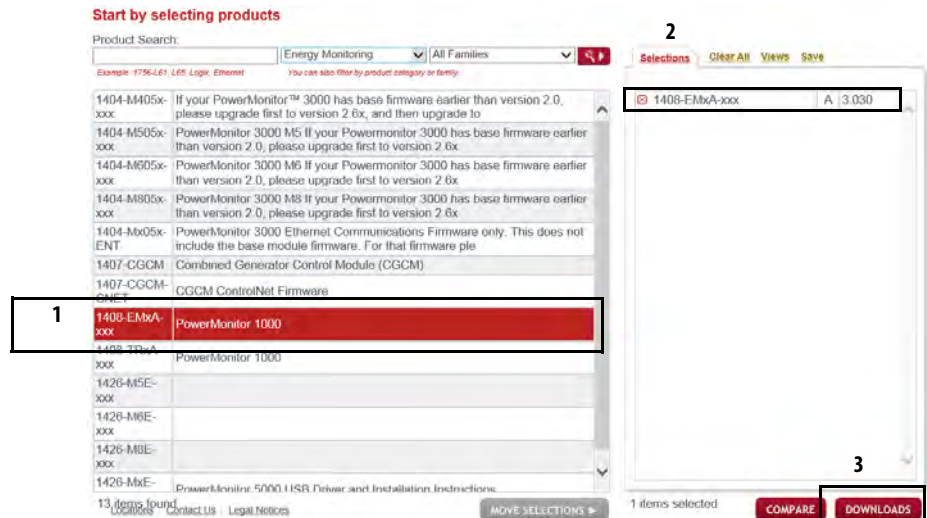 Start by selecting products
Product Search:
Energy Monitoring
All Families
Example: 1756-L61, L65, Logix, Ethernet
You can also filter by product category or family
2
Selections Clear All Views Save
1404-M405x-xxx
If your PowerMonitor™ 3000 has base firmware earlier than version 2.0,
please upgrade first to version 2.6x, and then upgrade to
1404-M505x-xxx
PowerMonitor 3000 M5 If your Powermonitor 3000 has base firmware earlier
than version 2.0, please upgrade first to version 2.6x
1404-M605x-xxx
PowerMonitor 3000 M6 If your Powermonitor 3000 has base firmware earlier
than version 2.0, please upgrade first to version 2.6x
1404-M805x-xxx
PowerMonitor 3000 M8 If your Powermonitor 3000 has base firmware earlier
than version 2.0, please upgrade first to version 2.6x
1404-Mx05x-ENT
PowerMonitor 3000 Ethernet Communications Firmware only. This does not
include the base module firmware. For that firmware ple
1407-CGCM Combined Generator Control Module (CGCM)
1407-CGCM-CNET
CGCM ControlNet Firmware
1
1408-EMxA-xxx
PowerMonitor 1000
1408-TRxA-xxx
PowerMonitor 1000
1426-M5E-xxx
1426-M6E-xxx
1426-M8E-xxx
1426-MxE-
PowerMonitor 5000 USB Driver and Installation Instructions
13 items found
Locations Contact Us Legal Notices
MOVE SELECTIONS
1408-EMxA-xxx A 3.030
3
1 items selected
COMPARE
DOWNLOADS